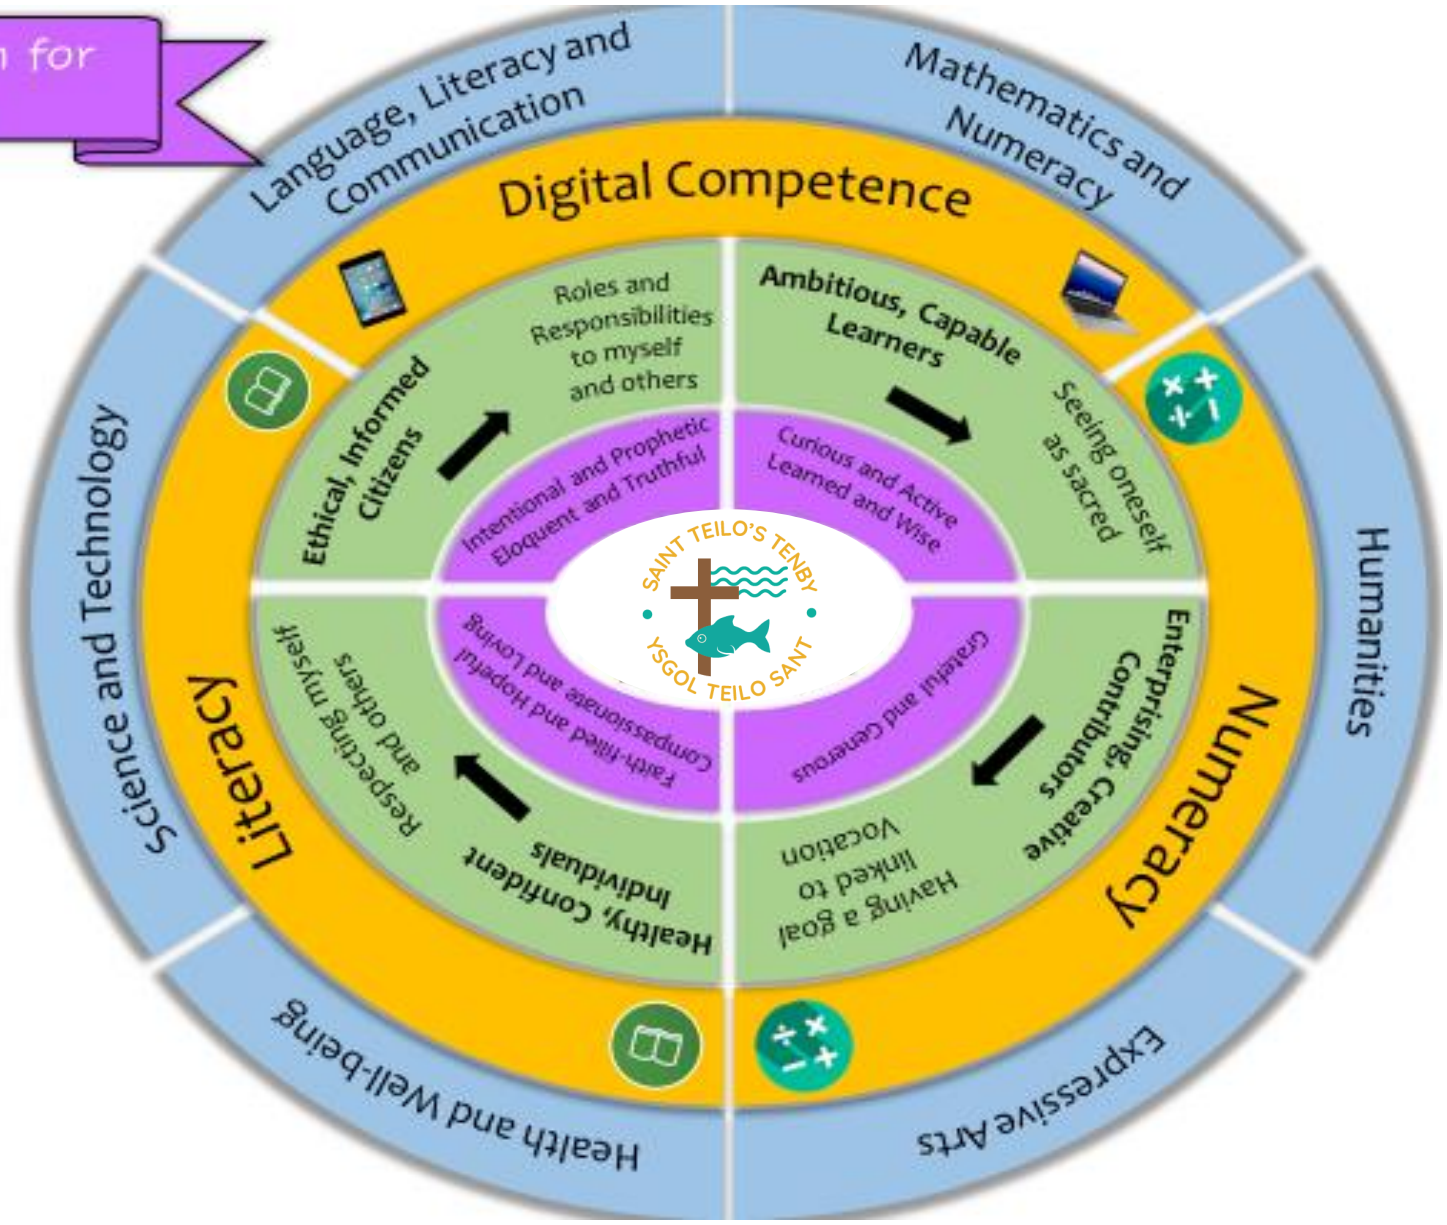 for
Language, Literacy and
Communication
Mathematics and
Numeracy
Humanities
Expressive Arts
Health and Well-being
Science and Technology
Digital Competence
Numeracy
Literacy
Ethical, Informed
Citizens
Roles and
Responsibilities
to myself
and others
Ambitious, Capable
Learners
Seeing oneself
as sacred
Enterprising, Creative
Contributors
Having a goal
linked to
Vocation
Healthy, Confident
Individuals
Respecting myself
and others
Intentional and Prophetic
Eloquent and Truthful
Curious and Active
Learned and Wise
Grateful and Generous
Compassionate and Loving
Faith-filled and Hopeful
SAINT TEILO'S TENBY
YSGOL TEILO SANT